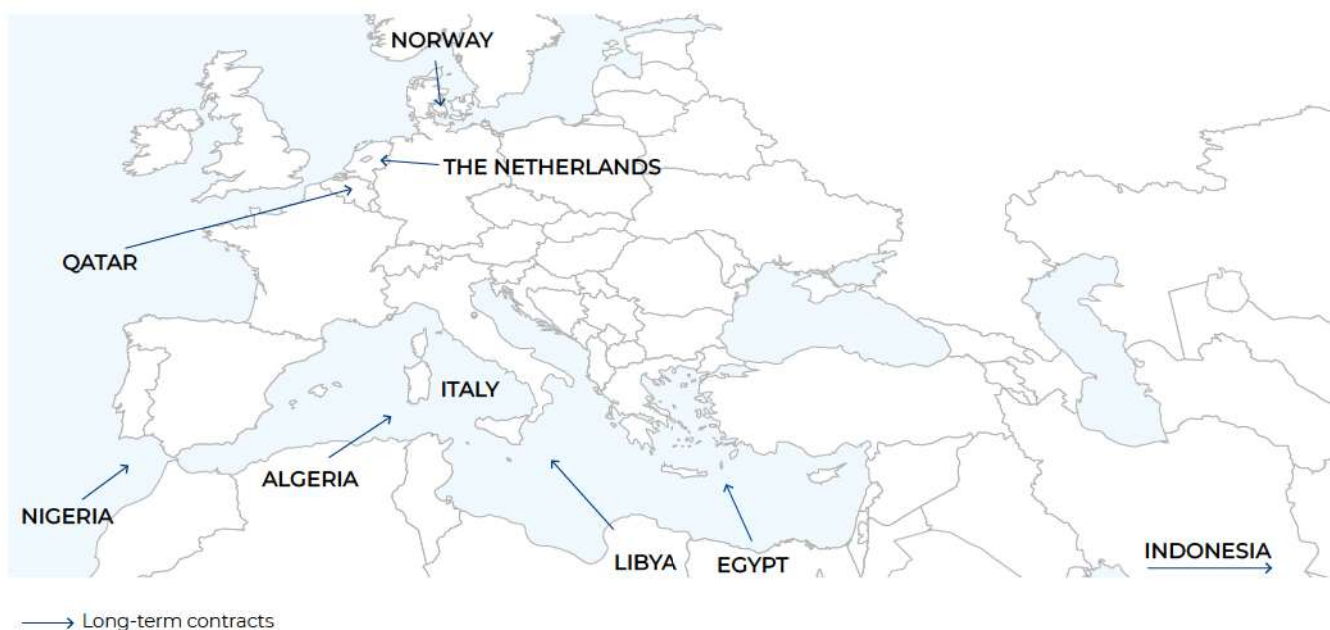 NORWAY
THE NETHERLANDS
QATAR
ITALY
ALGERIA
NIGERIA
LIBYA
EGYPT
INDONESIA
Long-term contracts